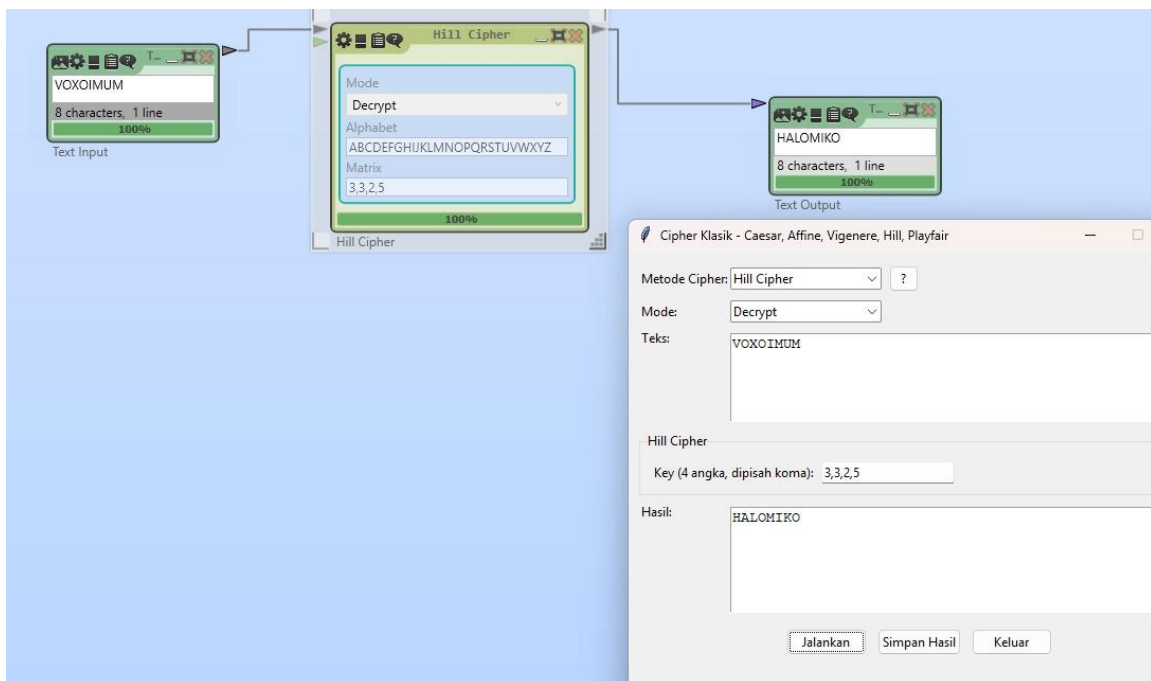 Hill Cipher
T...
VOXOIMUM
8 characters, 1 line
100%
Text Input
Mode
Decrypt
Alphabet
ABCDEFGHIJKLMNOPQRSTUVWXYZ
Matrix
3,3,2,5
100%
Hill Cipher
T...
HALOMIKO
8 characters, 1 line
100%
Text Output
Cipher Klasik - Caesar, Affine, Vigenere, Hill, Playfair
Metode Cipher: Hill Cipher ?
Mode: Decrypt
Teks: VOXOIMUM
Hill Cipher
Key (4 angka, dipisah koma): 3,3,2,5
Hasil: HALOMIKO
Jalankan Simpan Hasil Keluar